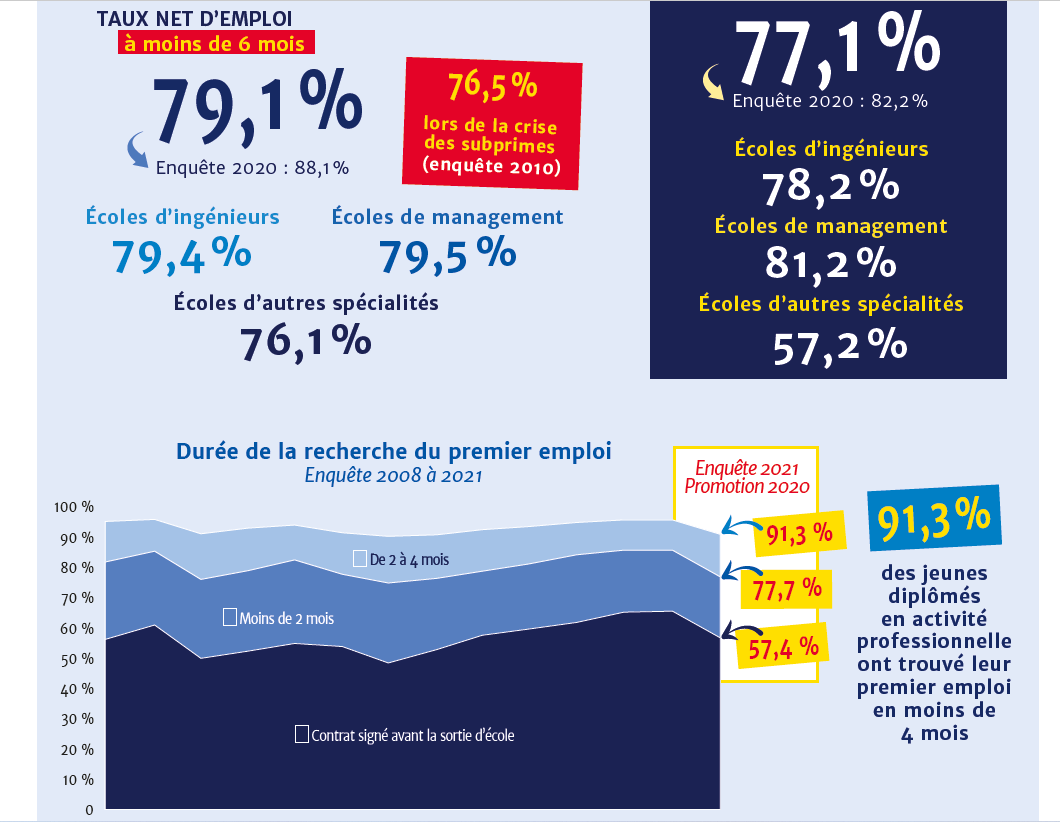 TAUX NET D’EMPLOI
à moins de 6 mois
79,1 %
Enquête 2020 : 88,1 %
76,5 %
lors de la crise
des subprimes
(enquête 2010)
Écoles d’ingénieurs
79,4 %
Écoles de management
79,5 %
Écoles d’autres spécialités
76,1 %
77,1 %
Enquête 2020 : 82,2 %
Écoles d’ingénieurs
78,2 %
Écoles de management
81,2 %
Écoles d’autres spécialités
57,2 %
Durée de la recherche du premier emploi
Enquête 2008 à 2021
100 %
90 %
80 %
70 %
60 %
50 %
40 %
30 %
20 %
10 %
0
De 2 à 4 mois
Moins de 2 mois
Contrat signé avant la sortie d’école
Enquête 2021
Promotion 2020
91,3 %
77,7 %
57,4 %
91,3 %
des jeunes
diplômés
en activité
professionnelle
ont trouvé leur
premier emploi
en moins de
4 mois